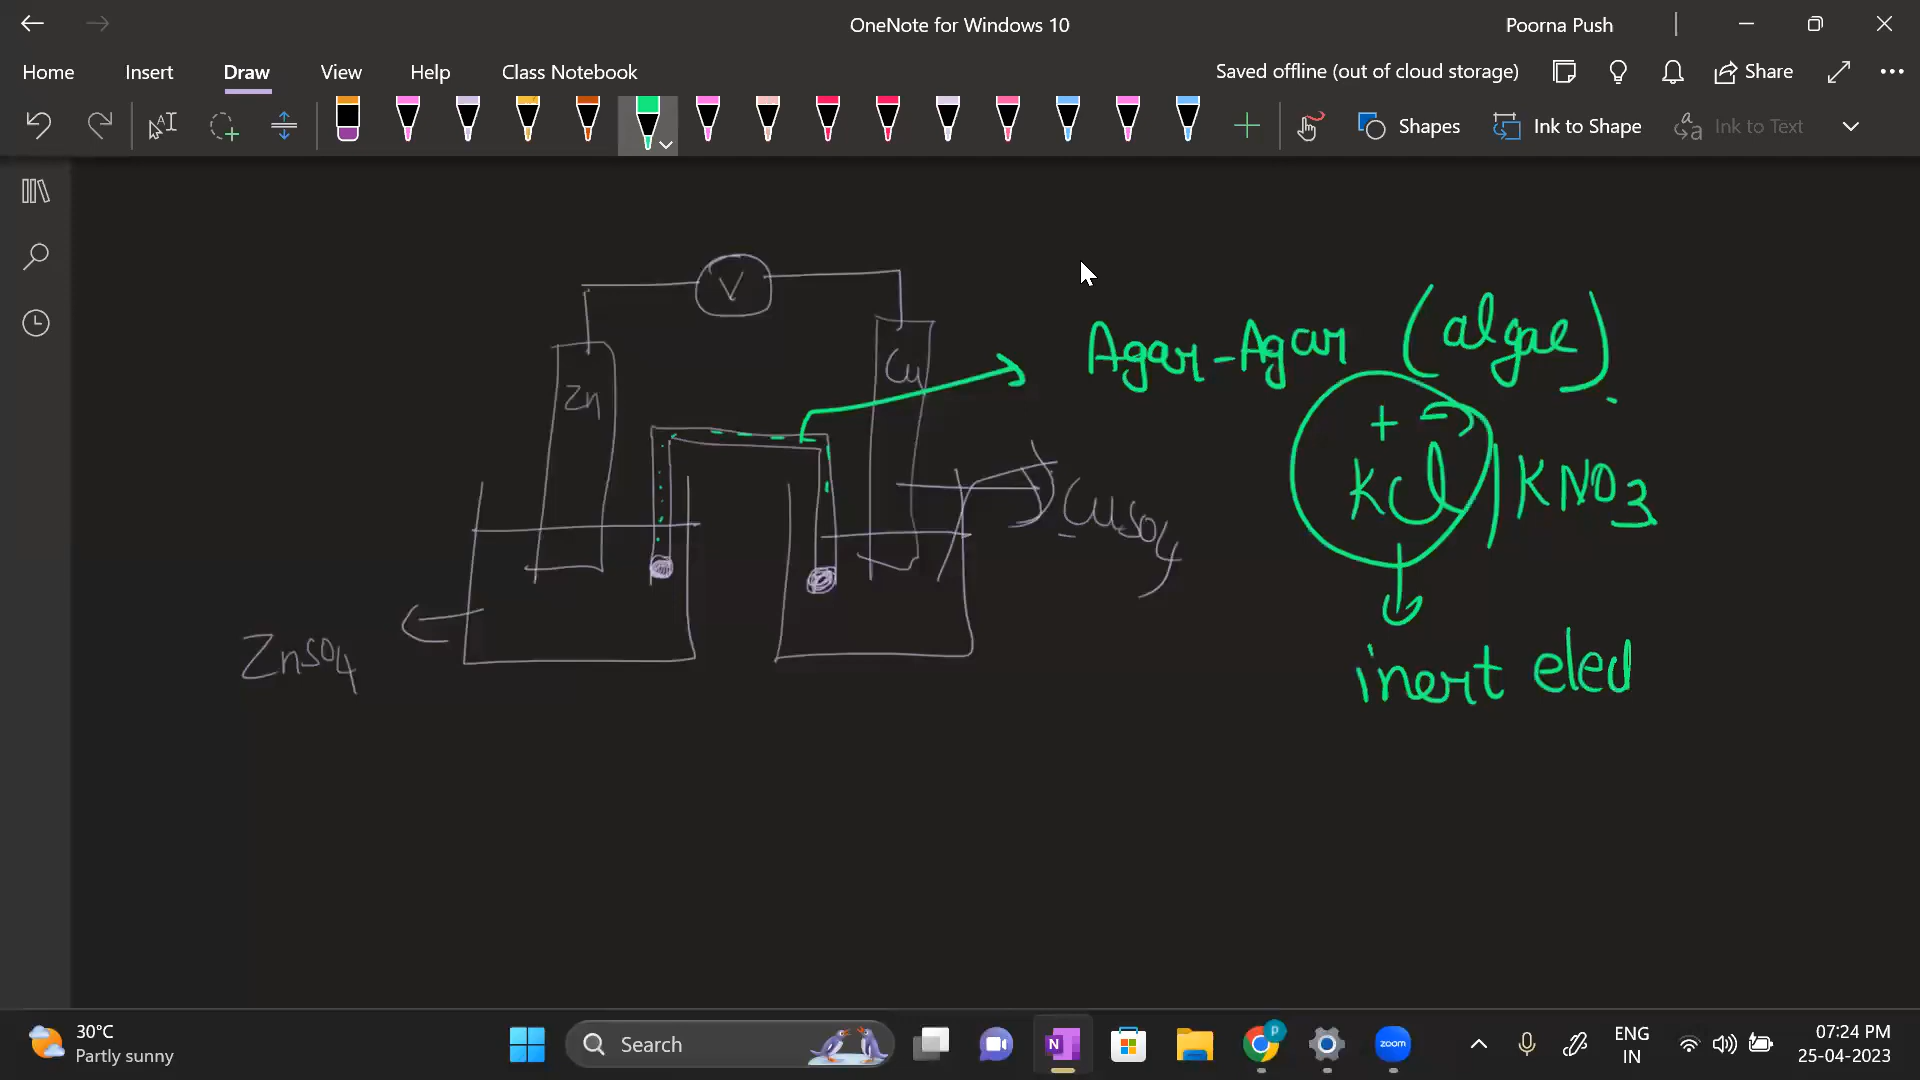 OneNote for Windows 10
Poorna Push
Home Insert Draw View Help Class Notebook
Saved offline (out of cloud storage)
Share
Shapes
Ink to Shape
Ink to Text
V
Zn
Cu
Agar-Agar (algae)
+ -
KCl | KNO3
CuSO4
ZnSO4
inert elect
30°C
Partly sunny
Search
N
P
zoom
ENG
IN
07:24 PM
25-04-2023